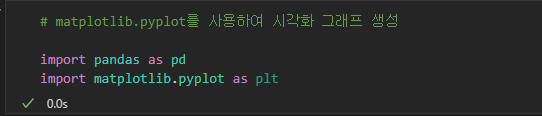 # matplotlib.pyplot를 사용하여 시각화 그래프 생성
import pandas as pd
import matplotlib.pyplot as plt
0.0s